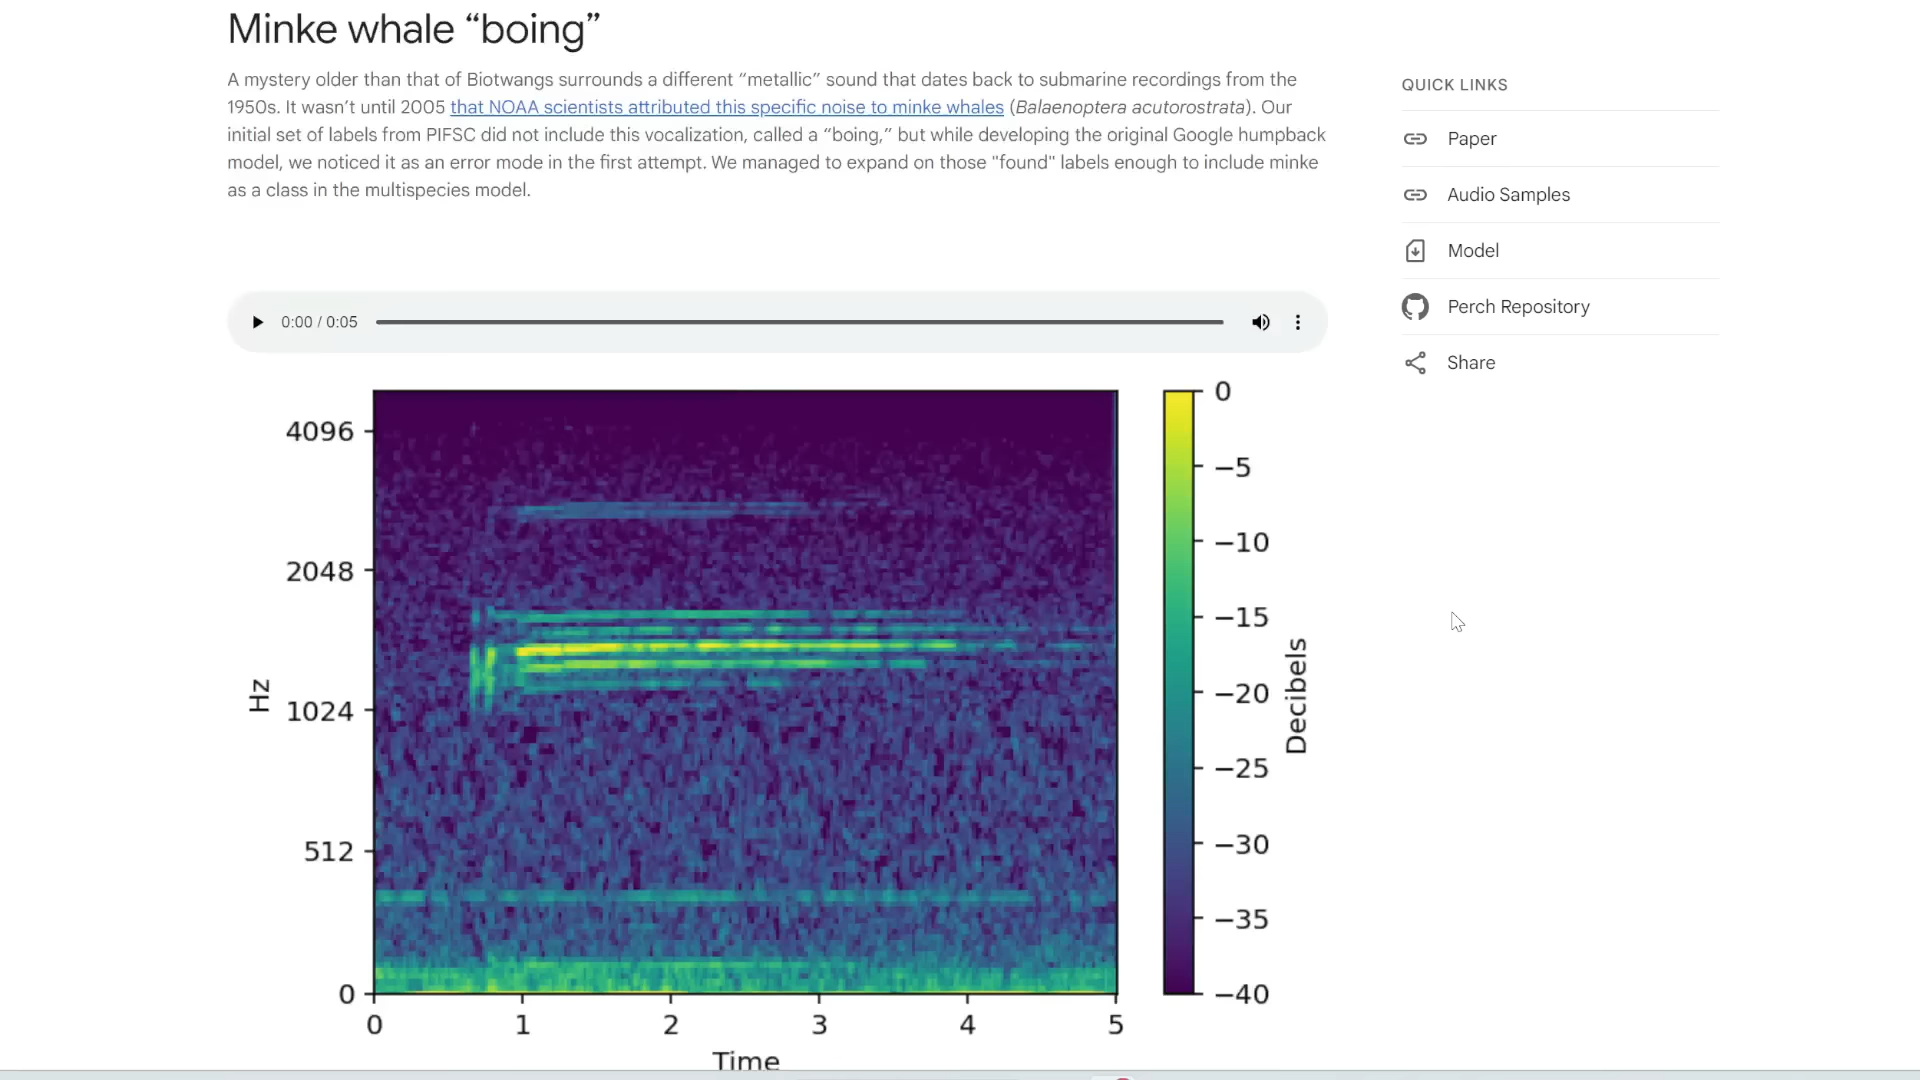 Minke whale “boing”
A mystery older than that of Biotwangs surrounds a different “metallic” sound that dates back to submarine recordings from the
1950s. It wasn’t until 2005 that NOAA scientists attributed this specific noise to minke whales (Balaenoptera acutorostrata). Our
initial set of labels from PIFSC did not include this vocalization, called a “boing,” but while developing the original Google humpback
model, we noticed it as an error mode in the first attempt. We managed to expand on those "found" labels enough to include minke
as a class in the multispecies model.
QUICK LINKS
Paper
Audio Samples
Model
Perch Repository
Share
0:00 / 0:05
4096
2048
1024
512
0
Hz
0
1
2
3
4
5
Time
0
−5
−10
−15
−20
−25
−30
−35
−40
Decibels